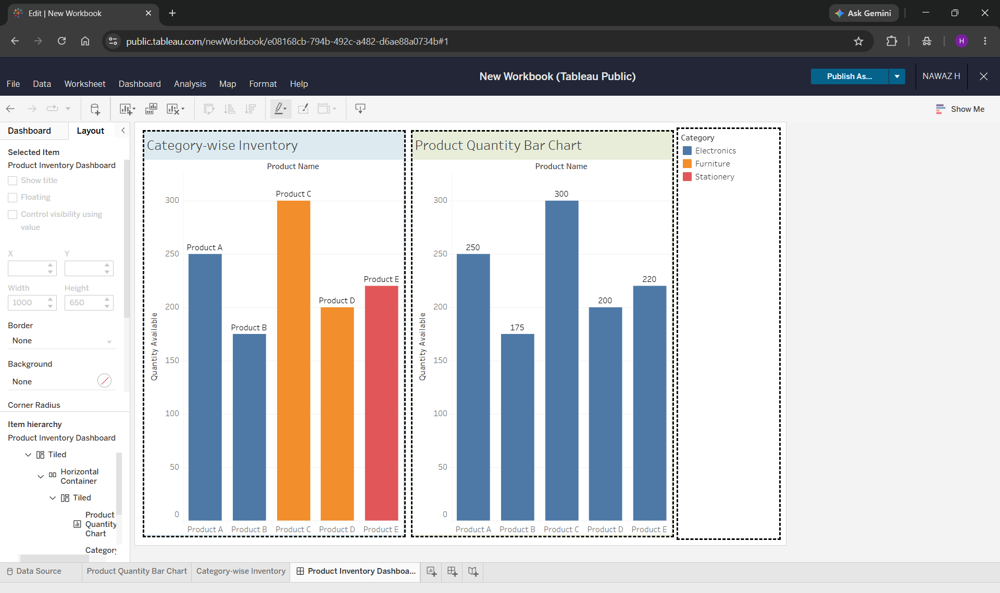 Edit | New Workbook
Ask Gemini
public.tableau.com/newWorkbook/e08168cb-794b-492c-a482-d6ae88a0734b#1
H
File Data Worksheet Dashboard Analysis Map Format Help
New Workbook (Tableau Public)
Publish As...
NAWAZ H
Show Me
Dashboard
Layout
Selected Item
Product Inventory Dashboard
Show title
Floating
Control visibility using
value
X Y
Width Height
1000 650
Border
None
Background
None
Corner Radius
Item hierarchy
Product Inventory Dashboard
Tiled
Horizontal
Container
Tiled
Product
Quantity
Chart
Category
Category-wise Inventory
Product Name
Quantity Available
300
250
200
150
100
50
0
Product A
Product B
Product C
Product D
Product E
Product A Product B Product C Product D Product E
Product Quantity Bar Chart
Product Name
Quantity Available
300
250
200
150
100
50
0
250
175
300
200
220
Product A Product B Product C Product D Product E
Category
Electronics
Furniture
Stationery
Data Source
Product Quantity Bar Chart
Category-wise Inventory
Product Inventory Dashboa...